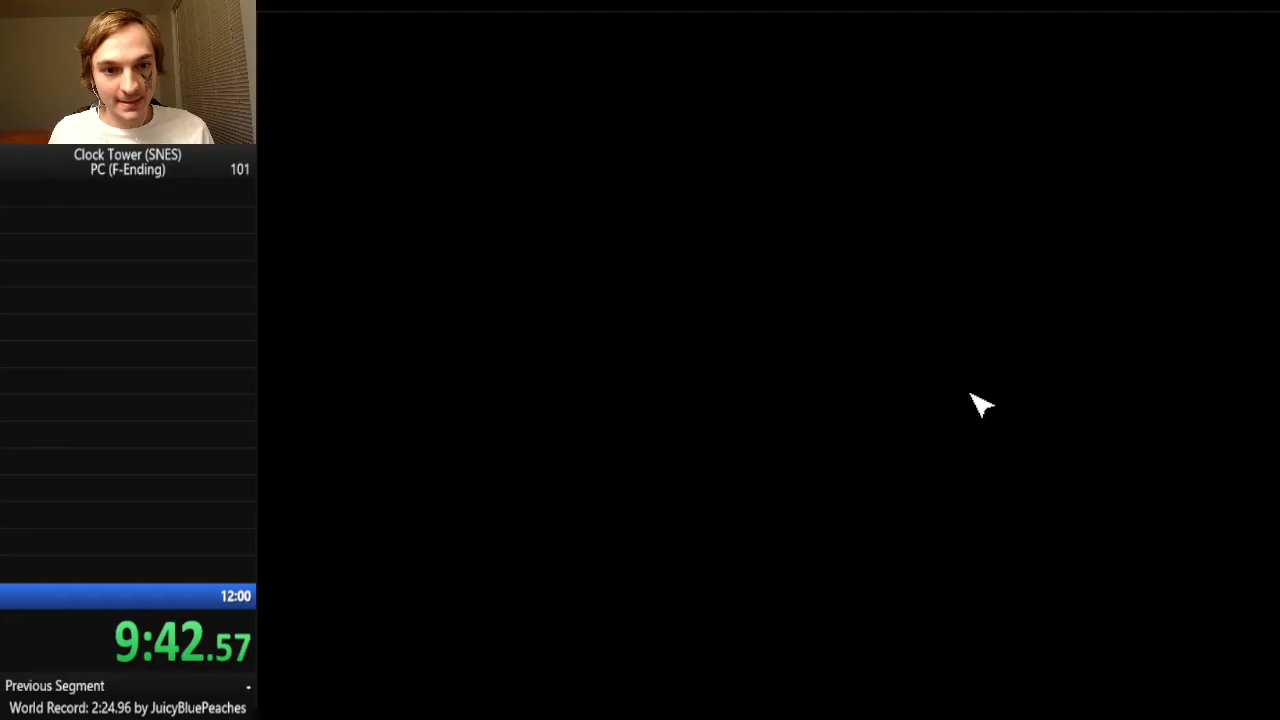 Clock Tower (SNES)
PC (F-Ending) 101
12:00
9:42.57
Previous Segment -
World Record: 2:24.96 by JuicyBluePeaches